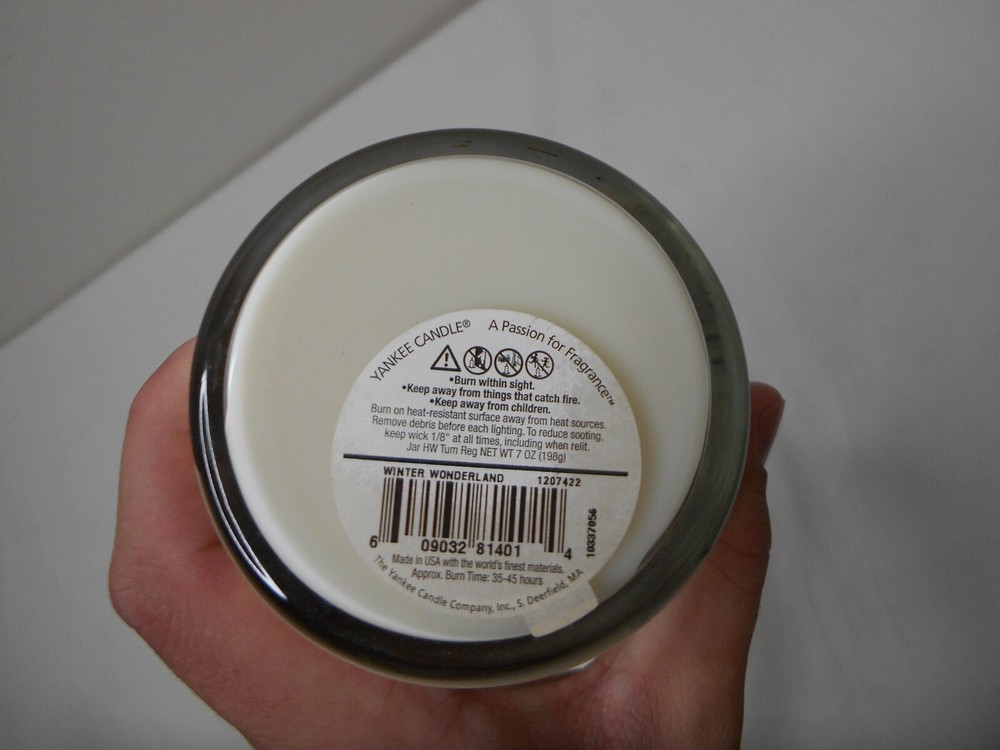 YANKEE CANDLE® A Passion for Fragrance™
•Burn within sight.
•Keep away from things that catch fire.
•Keep away from children.
Burn on heat-resistant surface away from heat sources.
Remove debris before each lighting. To reduce sooting,
keep wick 1/8" at all times, including when relit.
Jar HW Tum Reg NET WT 7 OZ (198g)
WINTER WONDERLAND 1207422
6 09032 81401 4
10337056
Made in USA with the world's finest materials.
Approx. Burn Time: 35-45 hours
The Yankee Candle Company, Inc., S. Deerfield, MA